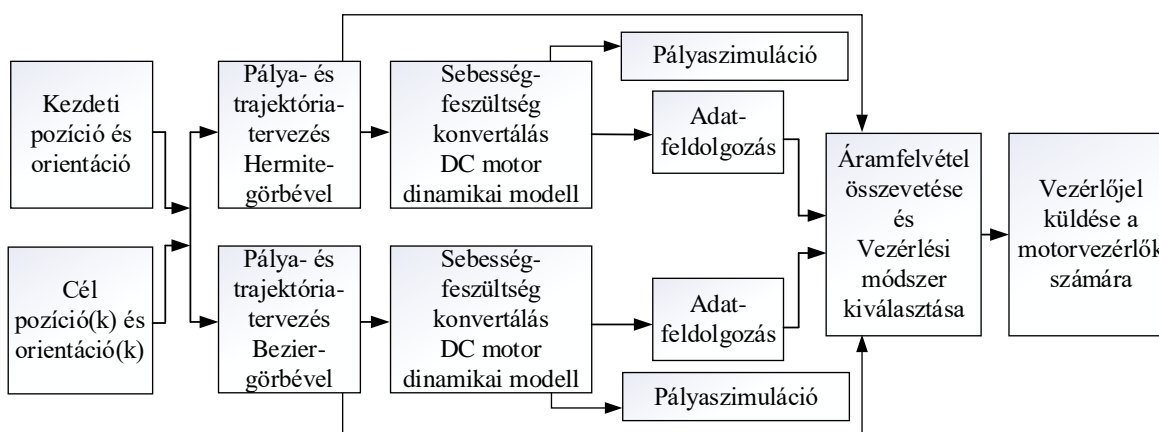 Kezdeti
pozíció és
orientáció
Cél
pozíció(k) és
orientáció(k)
Pálya- és
trajektória-
tervezés
Hermite-
görbével
Sebesség-
feszültség
konvertálás
DC motor
dinamikai modell
Pályaszimuláció
Adat-
feldolgozás
Pálya- és
trajektória-
tervezés
Bezier-
görbével
Sebesség-
feszültség
konvertálás
DC motor
dinamikai modell
Adat-
feldolgozás
Pályaszimuláció
Áramfelvétel
összevetése
és
Vezérlési
módszer
kiválasztása
Vezérlőjel
küldése a
motorvezérlők
számára